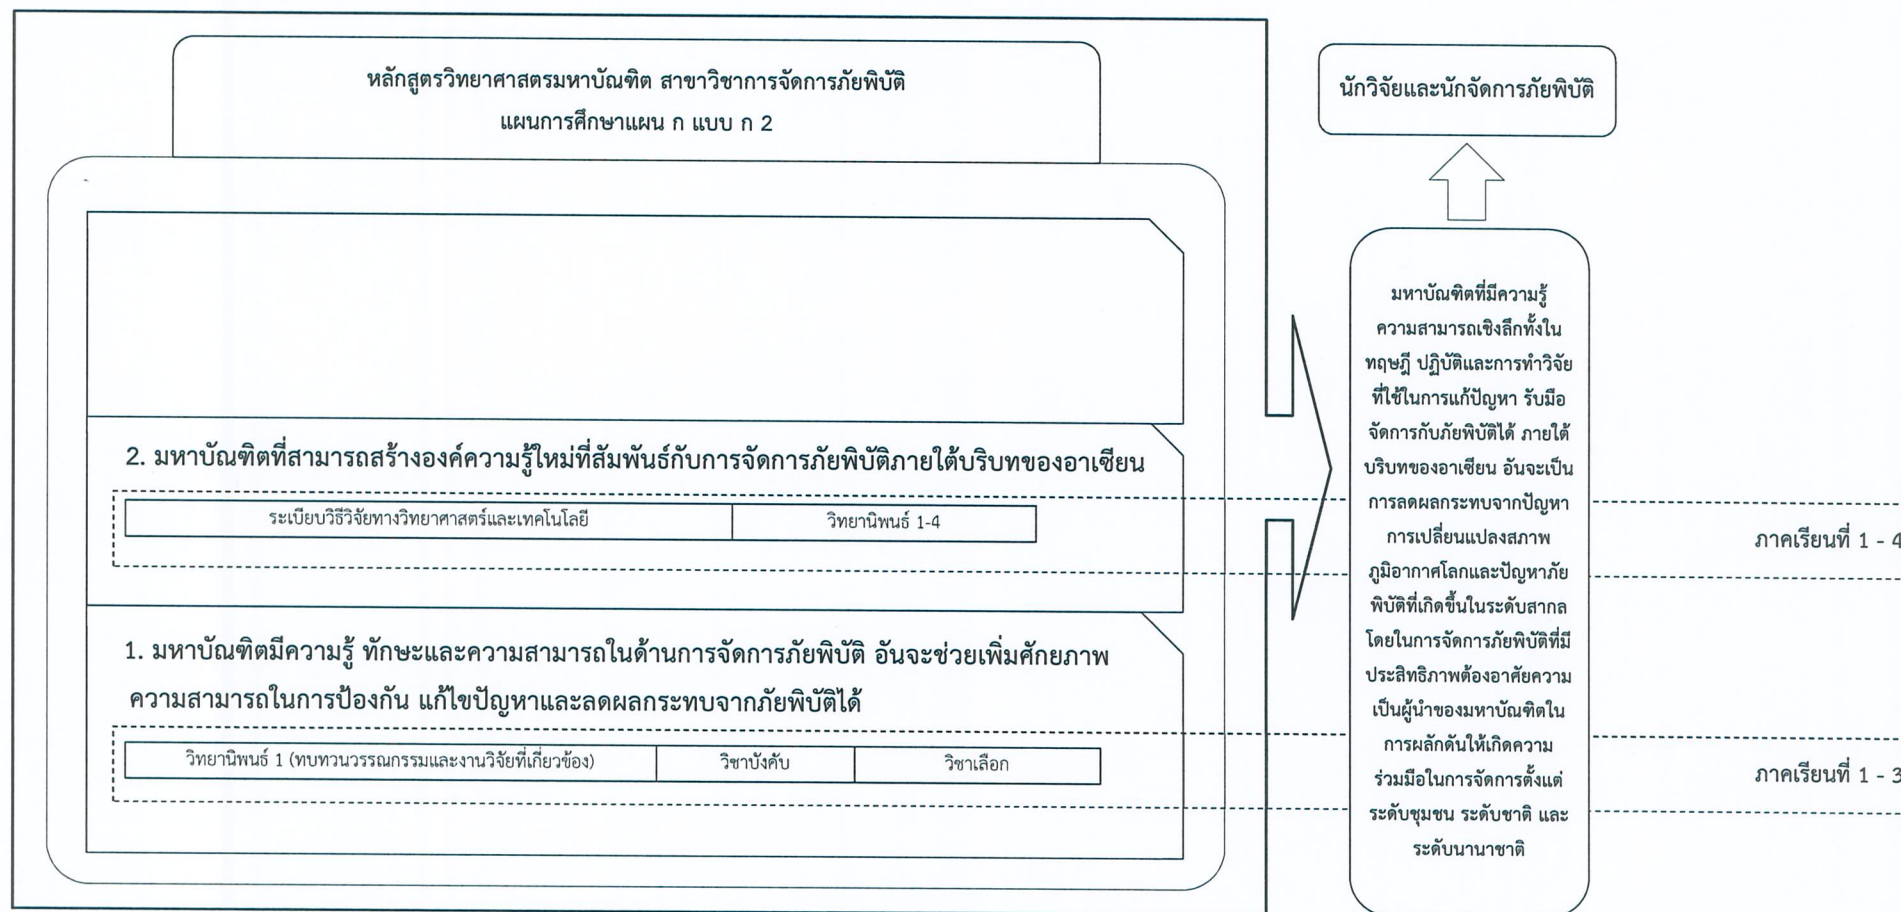 หลักสูตรวิทยาศาสตรมหาบัณฑิต สาขาวิชาการจัดการภัยพิบัติ
แผนการศึกษาแผน ก แบบ ก 2
2. มหาบัณฑิตที่สามารถสร้างองค์ความรู้ใหม่ที่สัมพันธ์กับการจัดการภัยพิบัติภายใต้บริบทของอาเซียน
ระเบียบวิธีวิจัยทางวิทยาศาสตร์และเทคโนโลยี
วิทยานิพนธ์ 1-4
1. มหาบัณฑิตมีความรู้ ทักษะและความสามารถในด้านการจัดการภัยพิบัติ อันจะช่วยเพิ่มศักยภาพ
ความสามารถในการป้องกัน แก้ไขปัญหาและลดผลกระทบจากภัยพิบัติได้
วิทยานิพนธ์ 1 (ทบทวนวรรณกรรมและงานวิจัยที่เกี่ยวข้อง)
วิชาบังคับ
วิชาเลือก
นักวิจัยและนักจัดการภัยพิบัติ
มหาบัณฑิตที่มีความรู้
ความสามารถเชิงลึกทั้งใน
ทฤษฎี ปฏิบัติและการทำวิจัย
ที่ใช้ในการแก้ปัญหา รับมือ
จัดการกับภัยพิบัติได้ ภายใต้
บริบทของอาเซียน อันจะเป็น
การลดผลกระทบจากปัญหา
การเปลี่ยนแปลงสภาพ
ภูมิอากาศโลกและปัญหาภัย
พิบัติที่เกิดขึ้นในระดับสากล
โดยในการจัดการภัยพิบัติที่มี
ประสิทธิภาพต้องอาศัยความ
เป็นผู้นำของมหาบัณฑิตใน
การผลักดันให้เกิดความ
ร่วมมือในการจัดการตั้งแต่
ระดับชุมชน ระดับชาติ และ
ระดับนานาชาติ
ภาคเรียนที่ 1 - 4
ภาคเรียนที่ 1 - 3